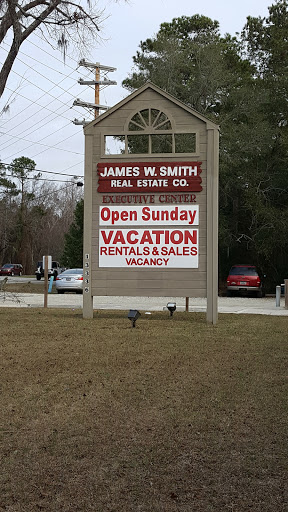 JAMES W. SMITH
REAL ESTATE CO.
EXECUTIVE CENTER
Open Sunday
VACATION
RENTALS & SALES
VACANCY